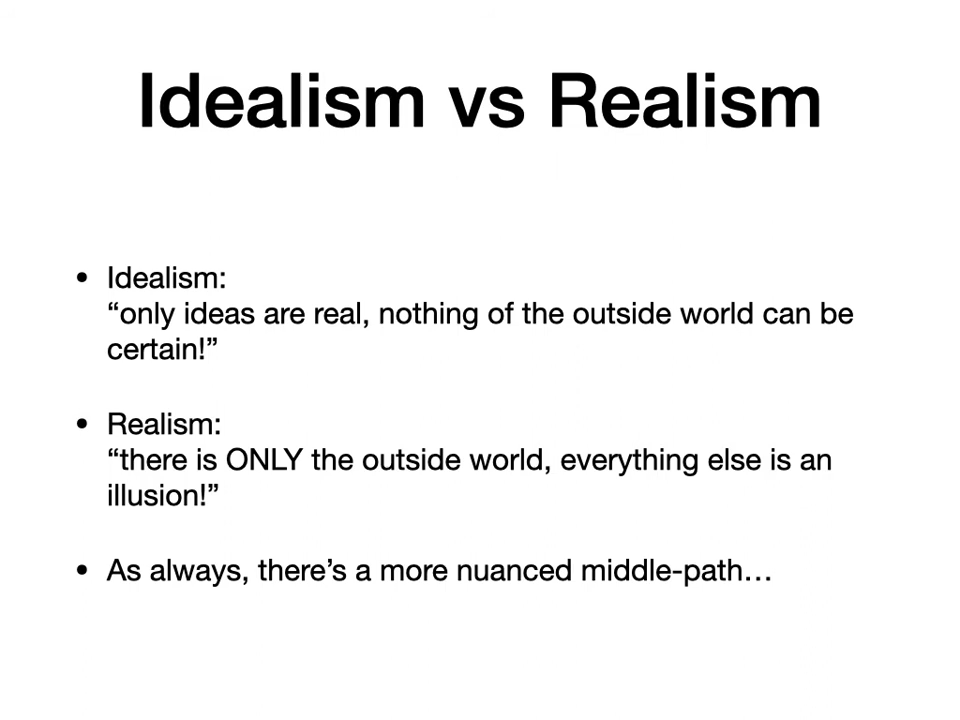 Idealism vs Realism
• Idealism:
“only ideas are real, nothing of the outside world can be
certain!”
• Realism:
“there is ONLY the outside world, everything else is an
illusion!”
• As always, there’s a more nuanced middle-path…